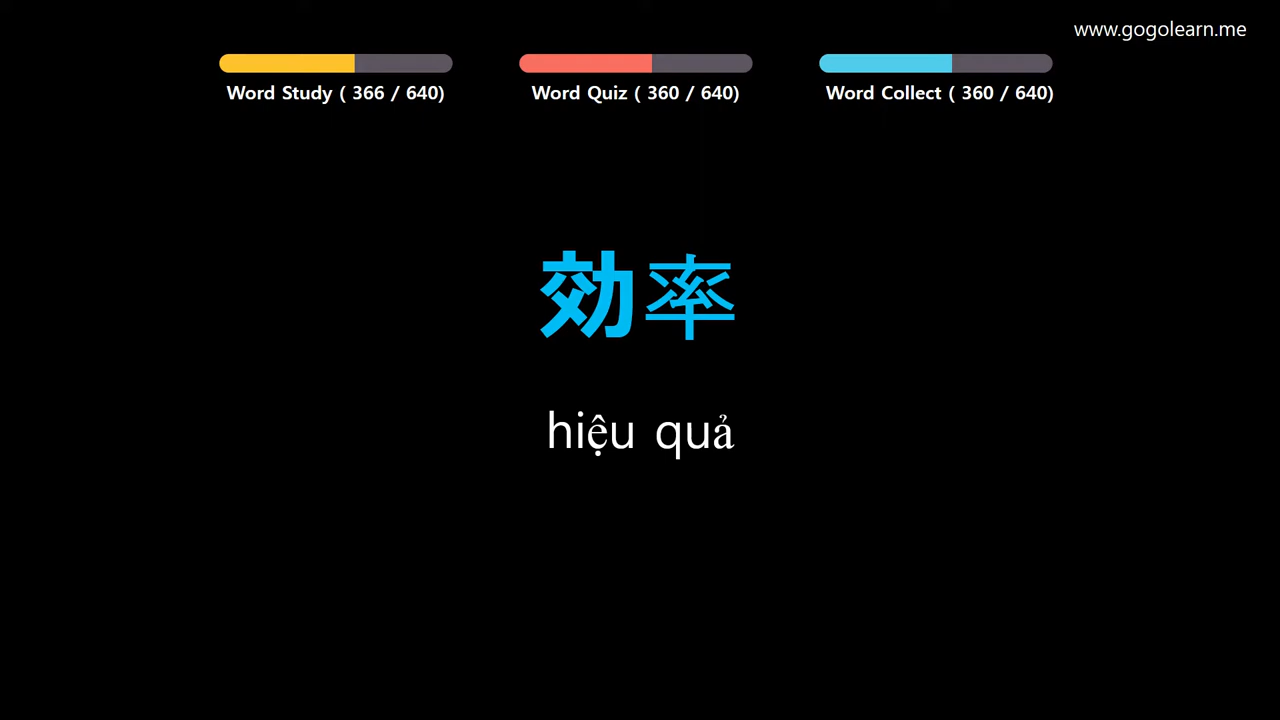 www.gogolearn.me
Word Study ( 366 / 640)
Word Quiz ( 360 / 640)
Word Collect ( 360 / 640)
効率
hiệu quả